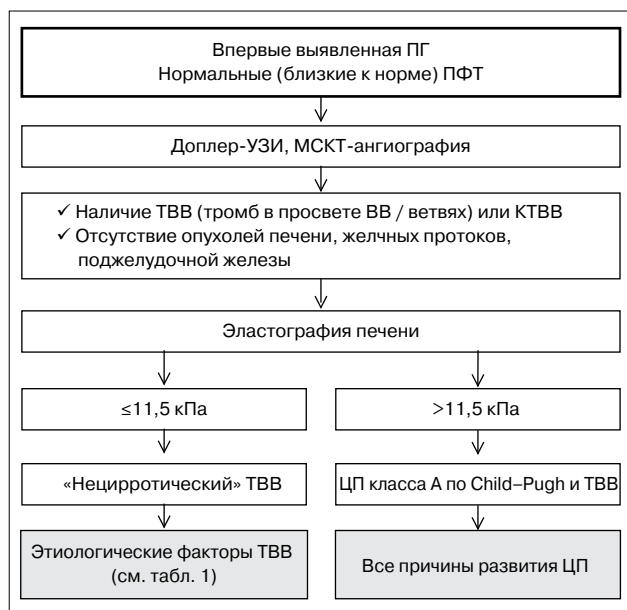 Впервые выявленная ПГ
Нормальные (близкие к норме) ПФТ
Доплер-УЗИ, МСКТ-ангиография
✓ Наличие ТВВ (тромб в просвете ВВ / ветвях) или КТВВ
✓ Отсутствие опухолей печени, желчных протоков,
поджелудочной железы
Эластография печени
≤11,5 кПа
>11,5 кПа
«Нецирротический» ТВВ
ЦП класса А по Child–Pugh и ТВВ
Этиологические факторы ТВВ
(см. табл. 1)
Все причины развития ЦП